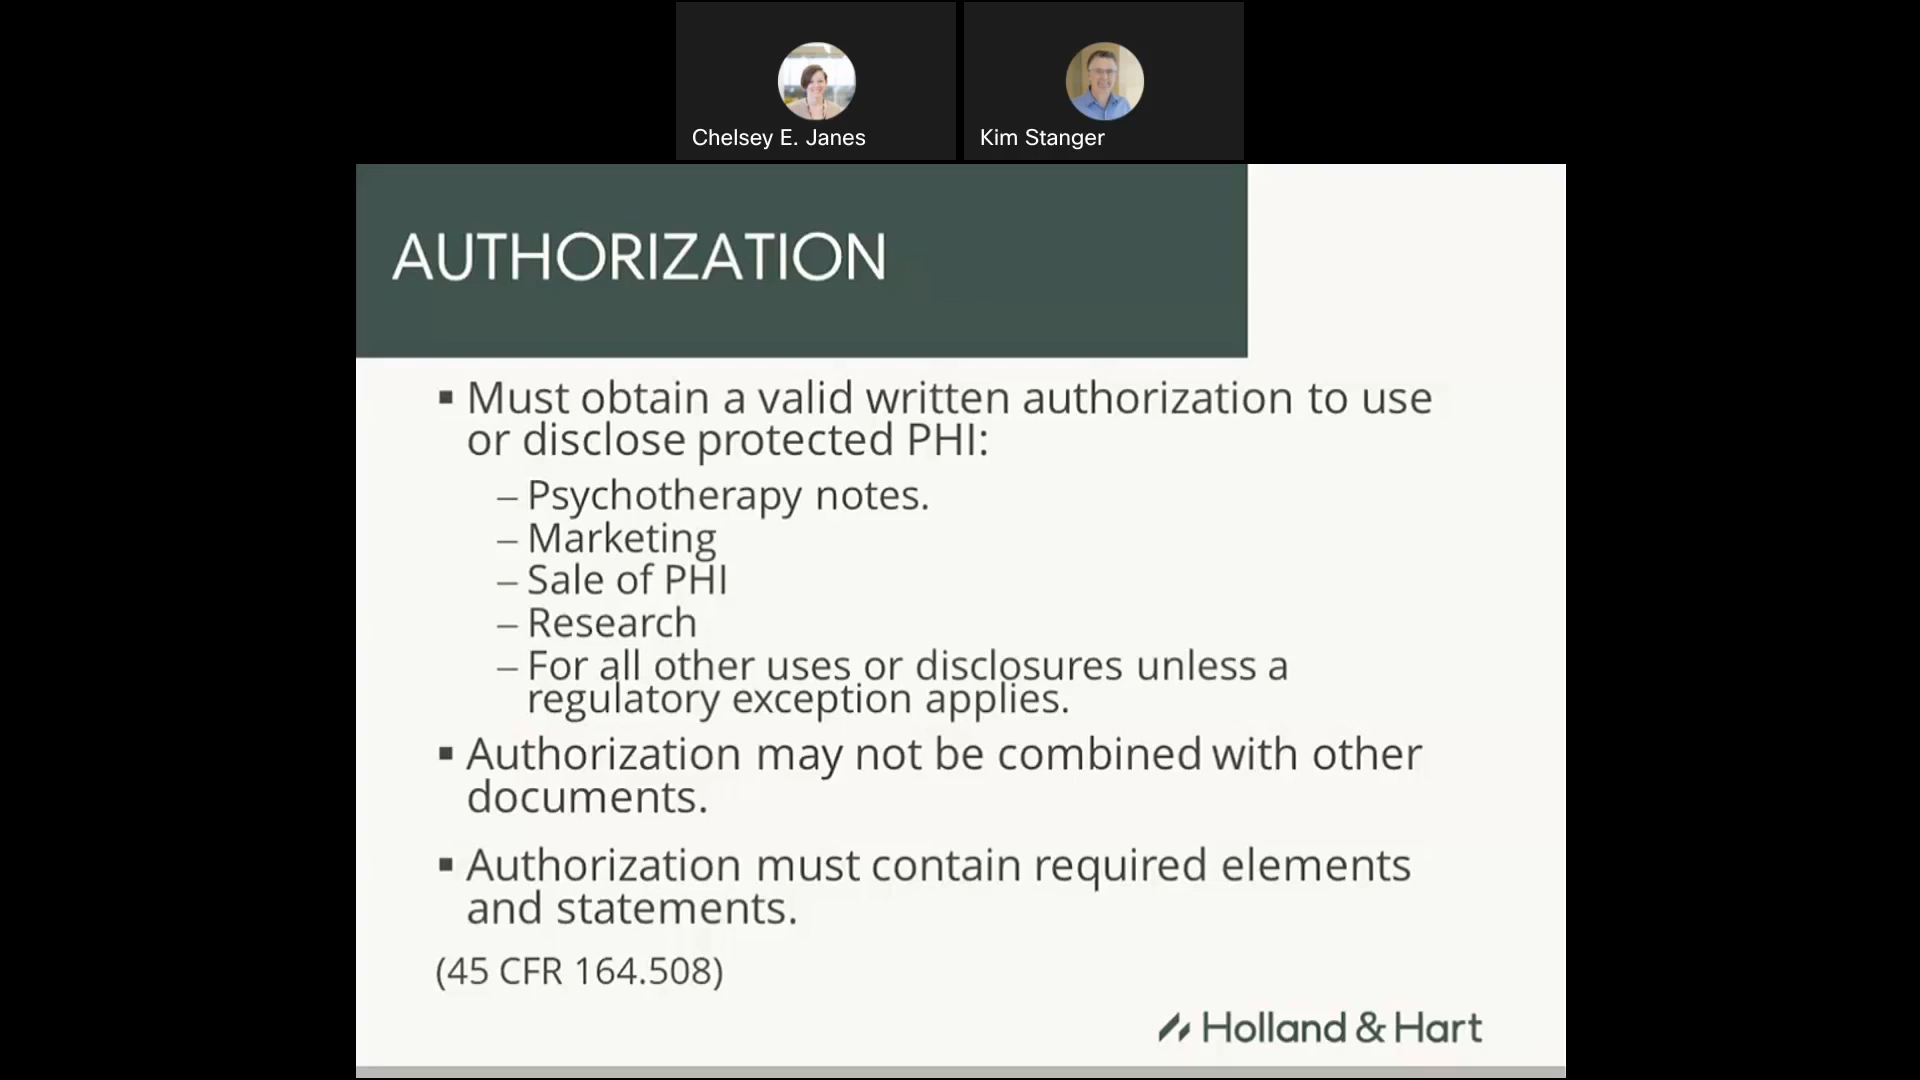 Chelsey E. Janes
Kim Stanger
AUTHORIZATION
▪ Must obtain a valid written authorization to use
or disclose protected PHI:
– Psychotherapy notes.
– Marketing
– Sale of PHI
– Research
– For all other uses or disclosures unless a
regulatory exception applies.
▪ Authorization may not be combined with other
documents.
▪ Authorization must contain required elements
and statements.
(45 CFR 164.508)
Holland & Hart